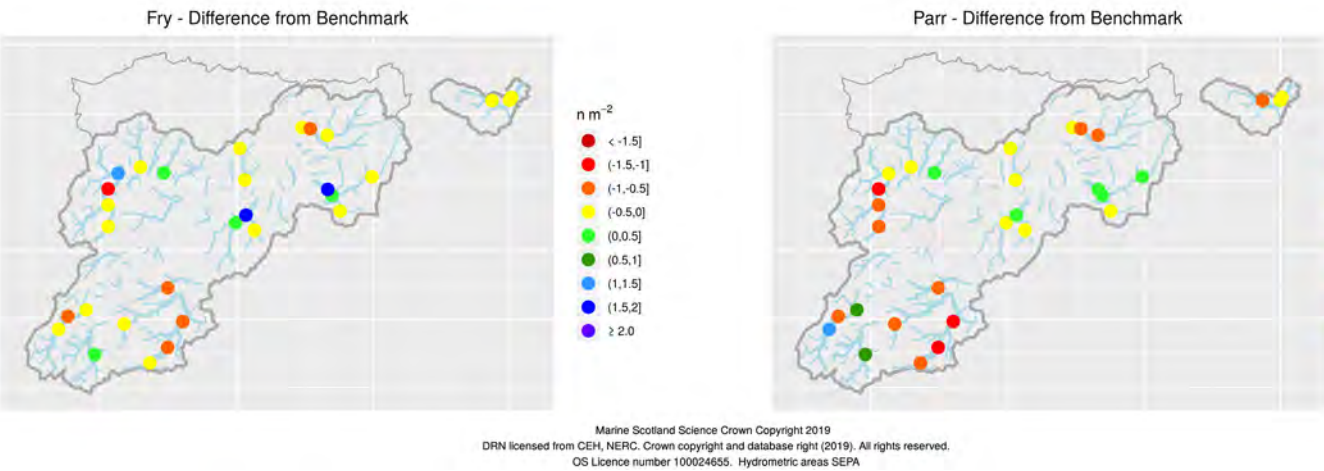 Fry - Difference from Benchmark
Parr - Difference from Benchmark
n m⁻²
< -1.5]
(-1.5,-1]
(-1,-0.5]
(-0.5,0]
(0,0.5]
(0.5,1]
(1,1.5]
(1.5,2]
≥ 2.0
Marine Scotland Science Crown Copyright 2019
DRN licensed from CEH, NERC. Crown copyright and database right (2019). All rights reserved.
OS Licence number 100024655. Hydrometric areas SEPA